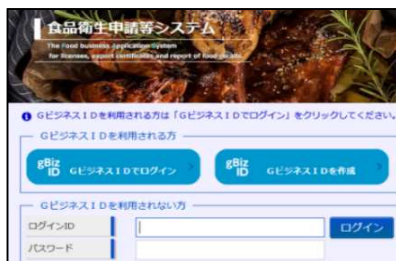 食品衛生申請等システム
The Food business Application System
for licenses, export certificates and report of food recalls
GビジネスIDを利用される方は「GビジネスIDでログイン」をクリックしてください。
GビジネスIDを利用される方
gBiz ID GビジネスIDでログイン
gBiz ID GビジネスIDを作成
GビジネスIDを利用されない方
ログインID ログイン
パスワード